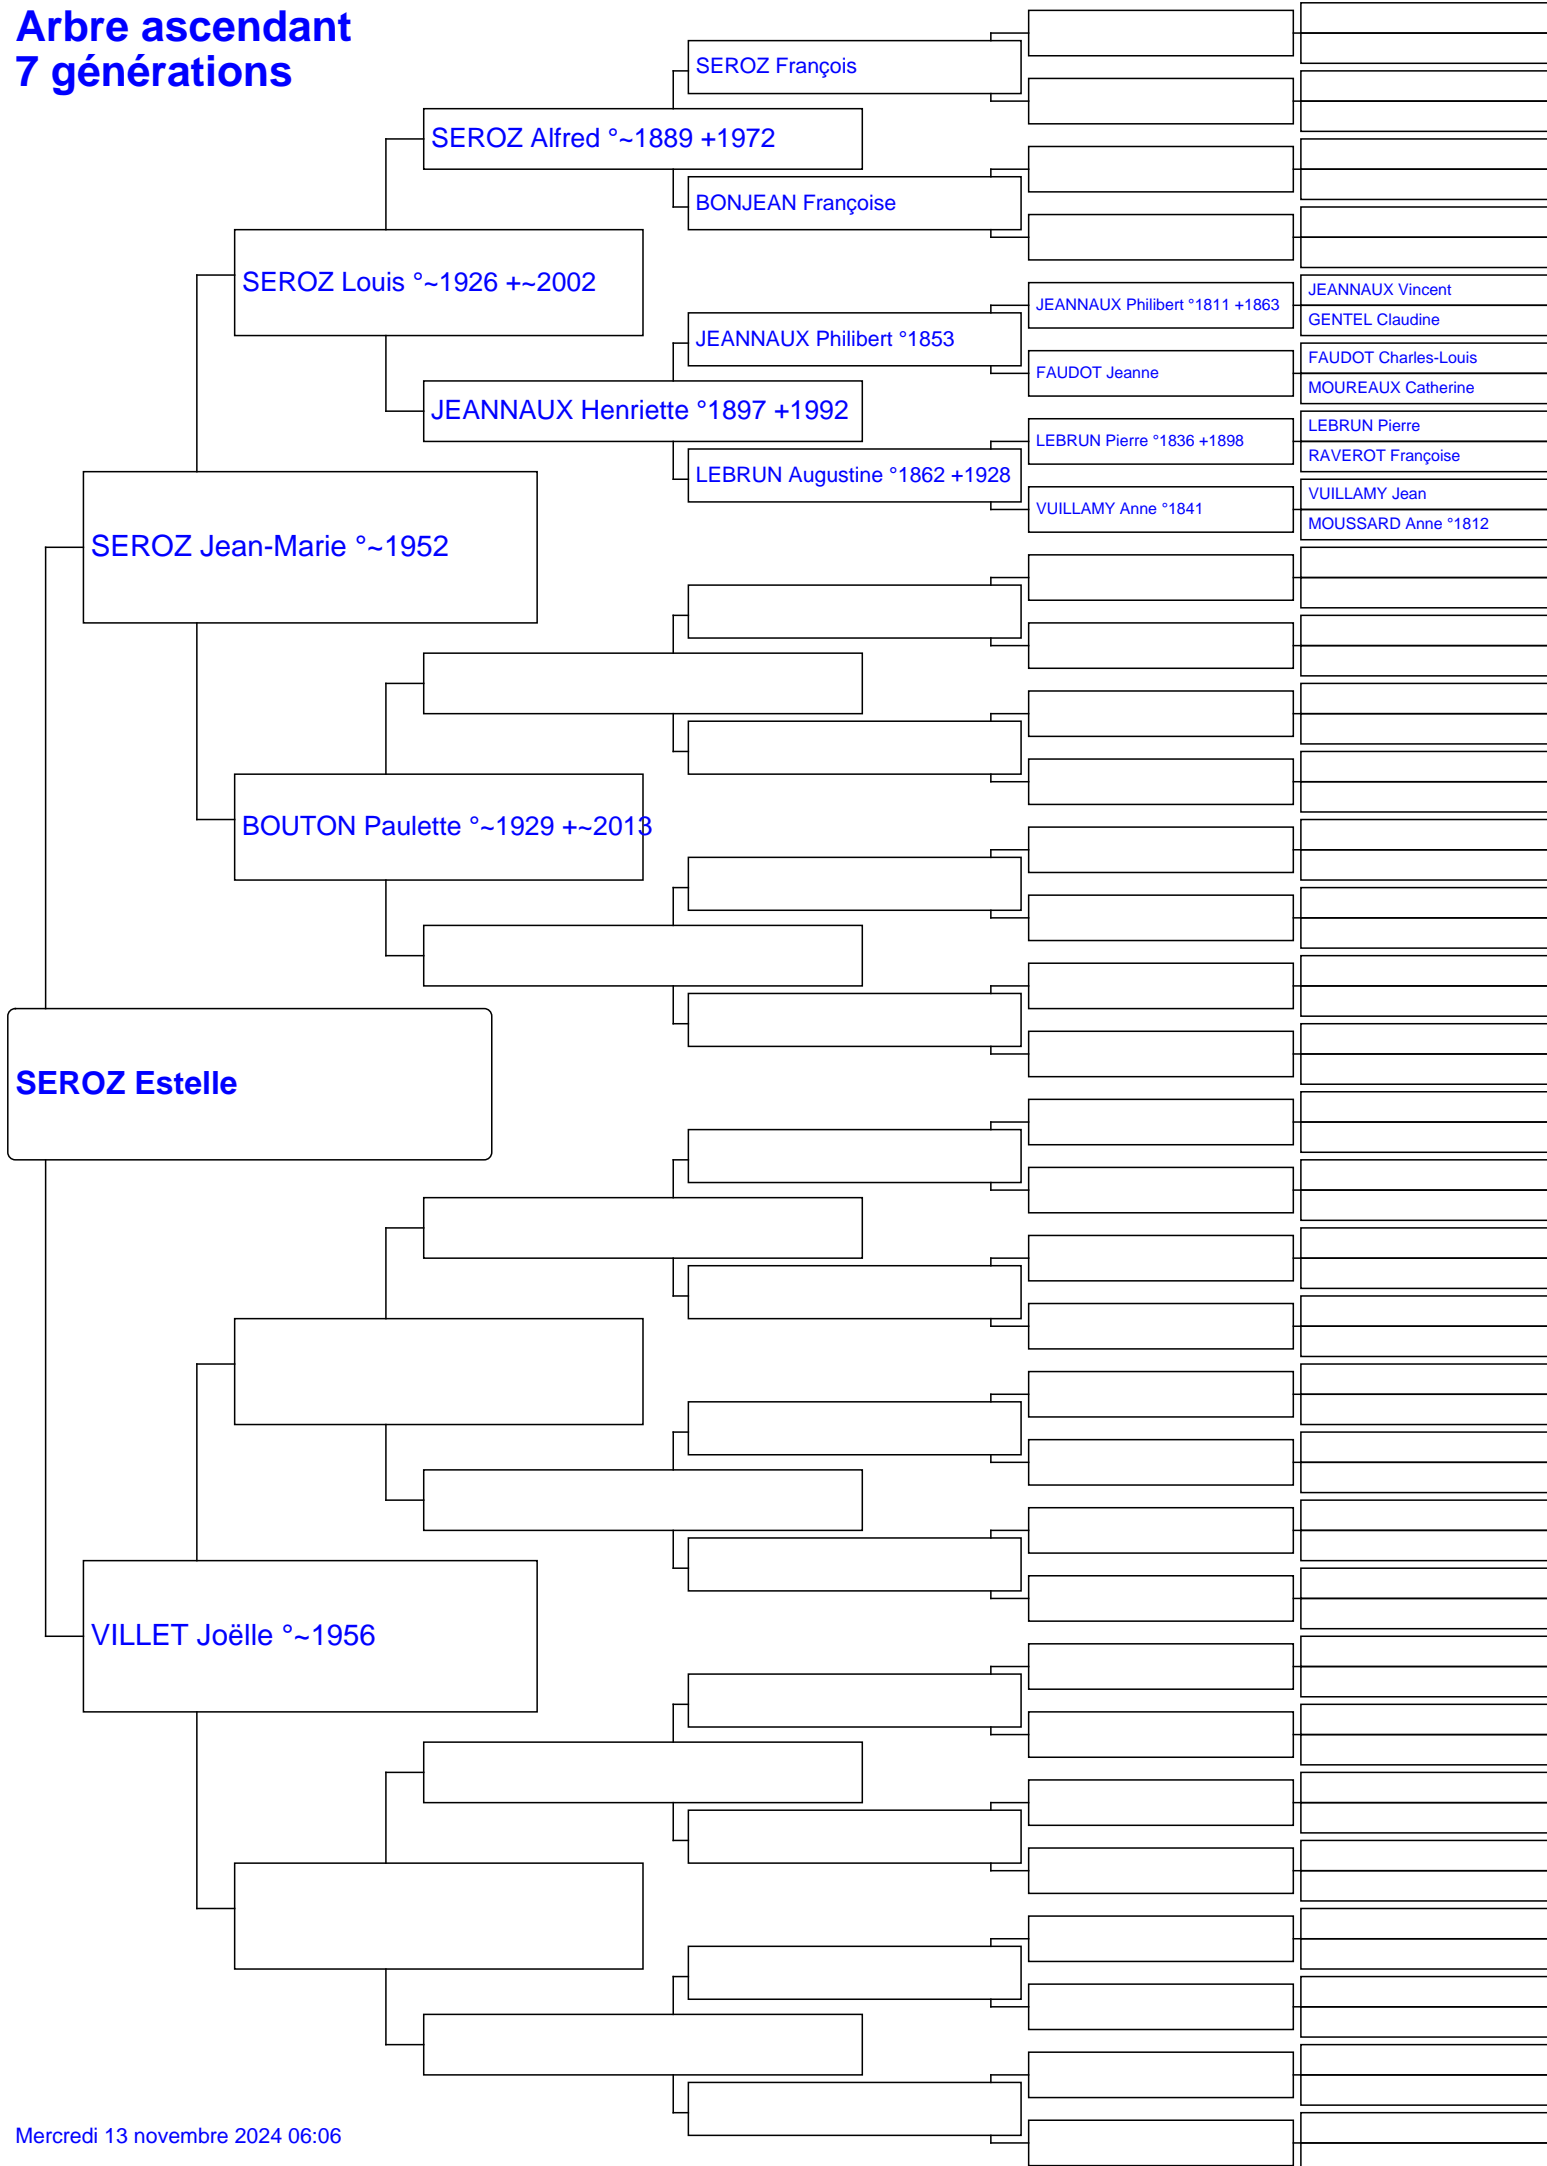 Arbre ascendant
7 générations
SEROZ François
SEROZ Alfred °~1889 +1972
BONJEAN Françoise
SEROZ Louis °~1926 +~2002
JEANNAUX Vincent
JEANNAUX Philibert °1811 +1863
GENTEL Claudine
JEANNAUX Philibert °1853
FAUDOT Charles-Louis
FAUDOT Jeanne
MOUREAUX Catherine
JEANNAUX Henriette °1897 +1992
LEBRUN Pierre
LEBRUN Pierre °1836 +1898
RAVEROT Françoise
LEBRUN Augustine °1862 +1928
VUILLAMY Jean
VUILLAMY Anne °1841
MOUSSARD Anne °1812
SEROZ Jean-Marie °~1952
BOUTON Paulette °~1929 +~2013
SEROZ Estelle
VILLET Joëlle °~1956
Mercredi 13 novembre 2024 06:06